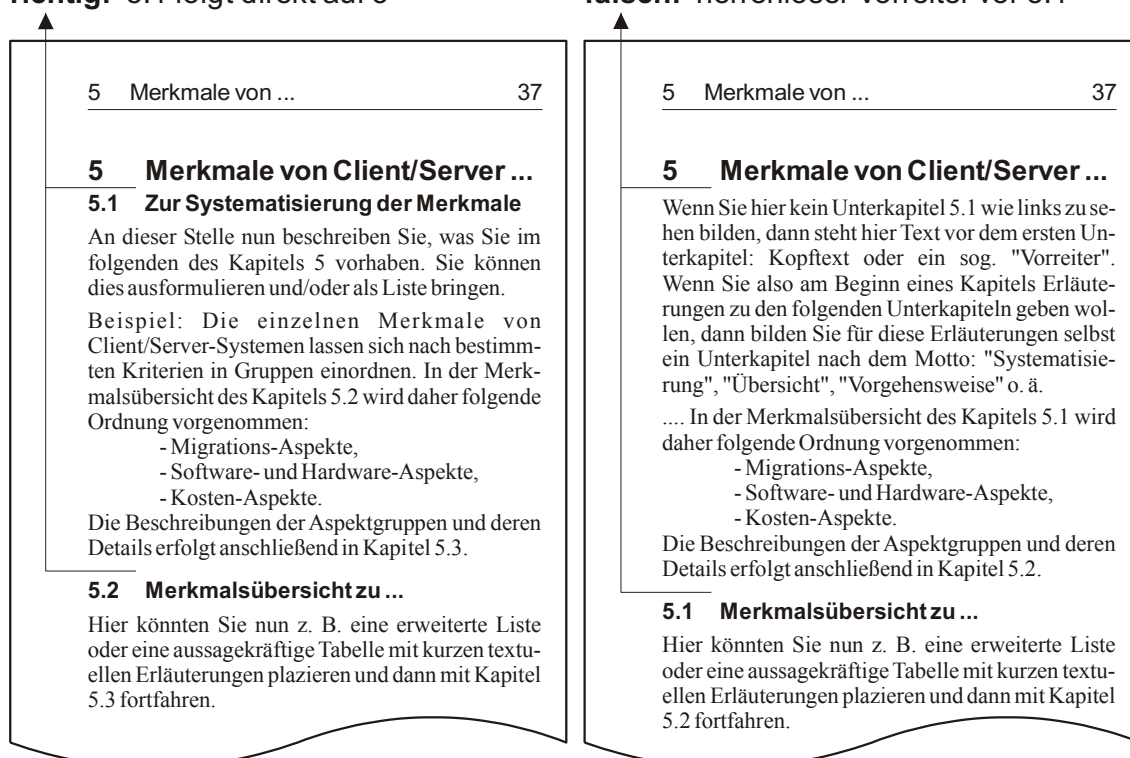 richtig: 5.1 folgt direkt auf 5
5 Merkmale von ... 37
5 Merkmale von Client/Server ...
5.1 Zur Systematisierung der Merkmale
An dieser Stelle nun beschreiben Sie, was Sie im
folgenden des Kapitels 5 vorhaben. Sie können
dies ausformulieren und/oder als Liste bringen.
Beispiel: Die einzelnen Merkmale von
Client/Server-Systemen lassen sich nach bestimm-
ten Kriterien in Gruppen einordnen. In der Merk-
malsübersicht des Kapitels 5.2 wird daher folgende
Ordnung vorgenommen:
- Migrations-Aspekte,
- Software- und Hardware-Aspekte,
- Kosten-Aspekte.
Die Beschreibungen der Aspektgruppen und deren
Details erfolgt anschließend in Kapitel 5.3.
5.2 Merkmalsübersicht zu ...
Hier könnten Sie nun z. B. eine erweiterte Liste
oder eine aussagekräftige Tabelle mit kurzen textu-
ellen Erläuterungen plazieren und dann mit Kapitel
5.3 fortfahren.
falsch: herrenloser Vorreiter vor 5.1
5 Merkmale von ... 37
5 Merkmale von Client/Server ...
Wenn Sie hier kein Unterkapitel 5.1 wie links zu se-
hen bilden, dann steht hier Text vor dem ersten Un-
terkapitel: Kopftext oder ein sog. "Vorreiter".
Wenn Sie also am Beginn eines Kapitels Erläute-
rungen zu den folgenden Unterkapiteln geben wol-
len, dann bilden Sie für diese Erläuterungen selbst
ein Unterkapitel nach dem Motto: "Systematisie-
rung", "Übersicht", "Vorgehensweise" o. ä.
.... In der Merkmalsübersicht des Kapitels 5.1 wird
daher folgende Ordnung vorgenommen:
- Migrations-Aspekte,
- Software- und Hardware-Aspekte,
- Kosten-Aspekte.
Die Beschreibungen der Aspektgruppen und deren
Details erfolgt anschließend in Kapitel 5.2.
5.1 Merkmalsübersicht zu ...
Hier könnten Sie nun z. B. eine erweiterte Liste
oder eine aussagekräftige Tabelle mit kurzen textu-
ellen Erläuterungen plazieren und dann mit Kapitel
5.2 fortfahren.